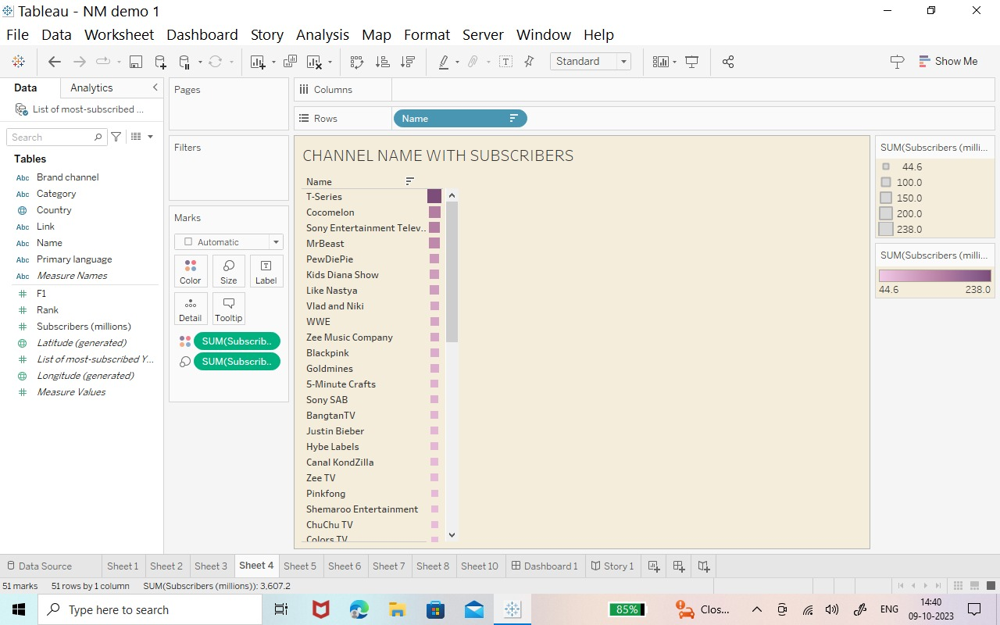 Tableau - NM demo 1
File Data Worksheet Dashboard Story Analysis Map Format Server Window Help
Standard
Show Me
Data Analytics
List of most-subscribed ...
Search
Tables
Abc Brand channel
Abc Category
Country
Abc Link
Abc Name
Abc Primary language
Abc Measure Names
F1
Rank
Subscribers (millions)
Latitude (generated)
List of most-subscribed Y...
Longitude (generated)
Measure Values
Pages
Filters
Marks
Automatic
Color Size Label
Detail Tooltip
SUM(Subscrib..
SUM(Subscrib..
Columns
Rows Name
CHANNEL NAME WITH SUBSCRIBERS
Name
T-Series
Cocomelon
Sony Entertainment Telev..
MrBeast
PewDiePie
Kids Diana Show
Like Nastya
Vlad and Niki
WWE
Zee Music Company
Blackpink
Goldmines
5-Minute Crafts
Sony SAB
BangtanTV
Justin Bieber
Hybe Labels
Canal KondZilla
Zee TV
Pinkfong
Shemaroo Entertainment
ChuChu TV
Colors TV
SUM(Subscribers (milli...
44.6
100.0
150.0
200.0
238.0
SUM(Subscribers (milli...
44.6 238.0
Data Source Sheet 1 Sheet 2 Sheet 3 Sheet 4 Sheet 5 Sheet 6 Sheet 7 Sheet 8 Sheet 10 Dashboard 1 Story 1
51 marks 51 rows by 1 column SUM(Subscribers (millions)): 3,607.2
Type here to search
85% Clos... ENG 14:40
09-10-2023